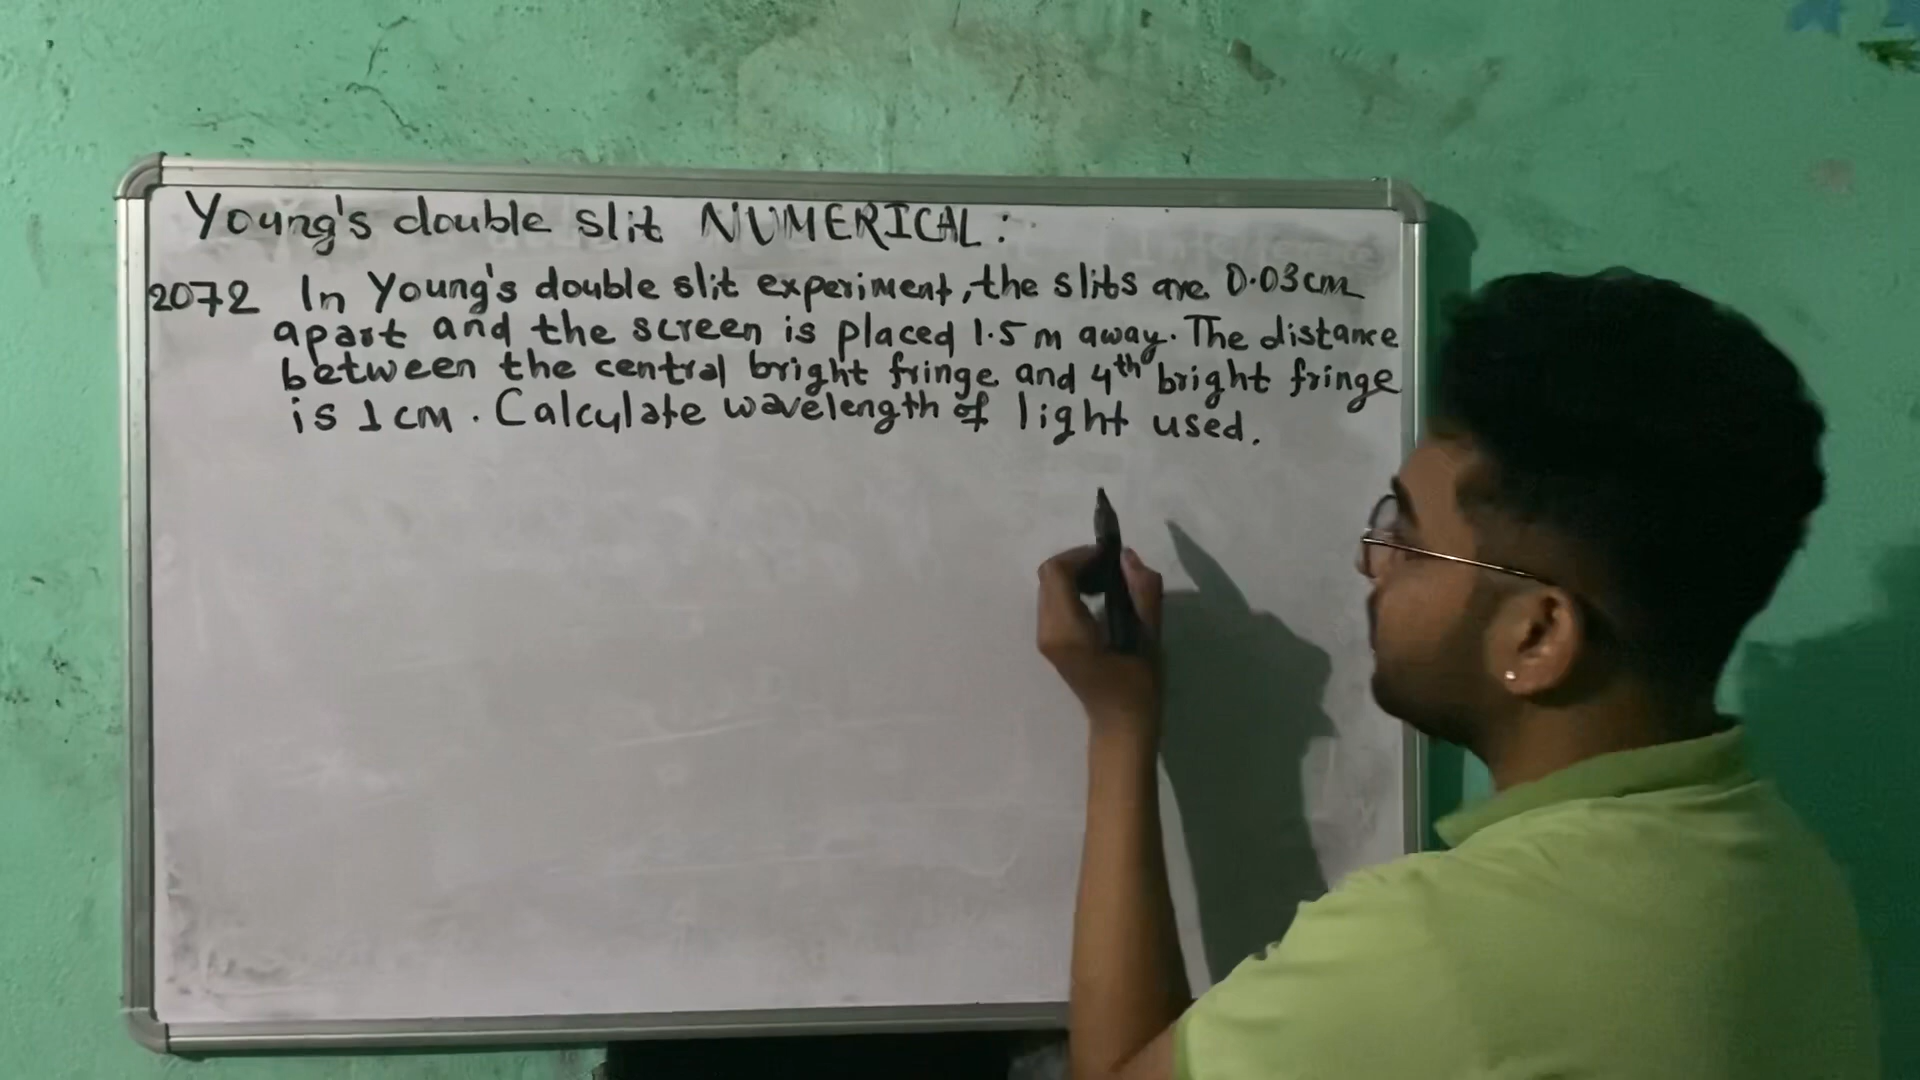 Young's double slit NUMERICAL:
2072 In Young's double slit experiment, the slits are 0.03cm
apart and the screen is placed 1.5 m away. The distance
between the central bright fringe and 4th bright fringe
is 1 cm. Calculate wavelength of light used.